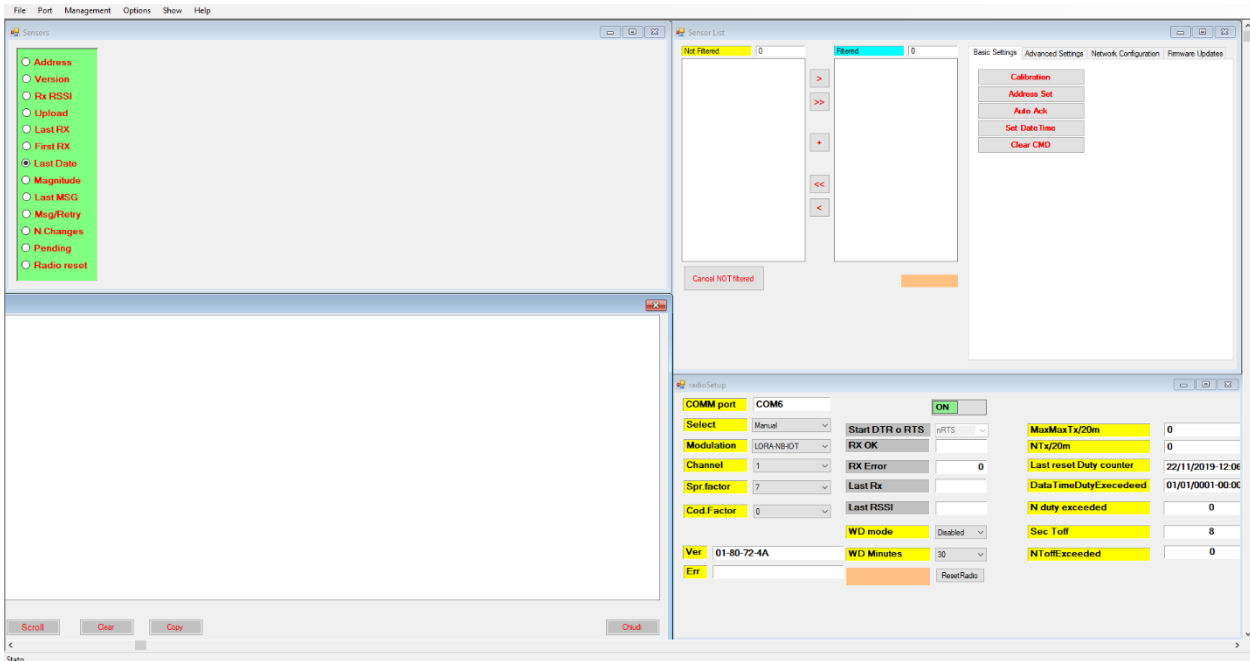 File Port Management Options Show Help
Sensors
Address
Version
Rx RSSI
Upload
Last RX
First RX
Last Date
Magnitude
Last MSG
Msg/Retry
N.Changes
Pending
Radio reset
Scroll Clear Copy Chiudi
Sensor List
Not Filtered 0 Filtered 0
>
>>
+
<<
<
Cancel NOT filtered
Basic Settings Advanced Settings Network Configuration Firmware Updates
Calibration
Address Set
Auto Ack
Set DateTime
Clear CMD
radioSetup
COMM port COM6
Select Manual
Modulation LORA-NB-IOT
Channel 1
Spr.factor 7
Cod.Factor 0
Ver 01-80-72-4A
Err
ON
Start DTR o RTS nRTS
RX OK
RX Error 0
Last Rx
Last RSSI
WD mode Disabled
WD Minutes 30
ResetRadio
MaxMaxTx/20m 0
NTx/20m 0
Last reset Duty counter 22/11/2019-12:06
DataTimeDutyExecedeed 01/01/0001-00:00
N duty exceeded 0
Sec Toff 8
NToffExceeded 0
Stato